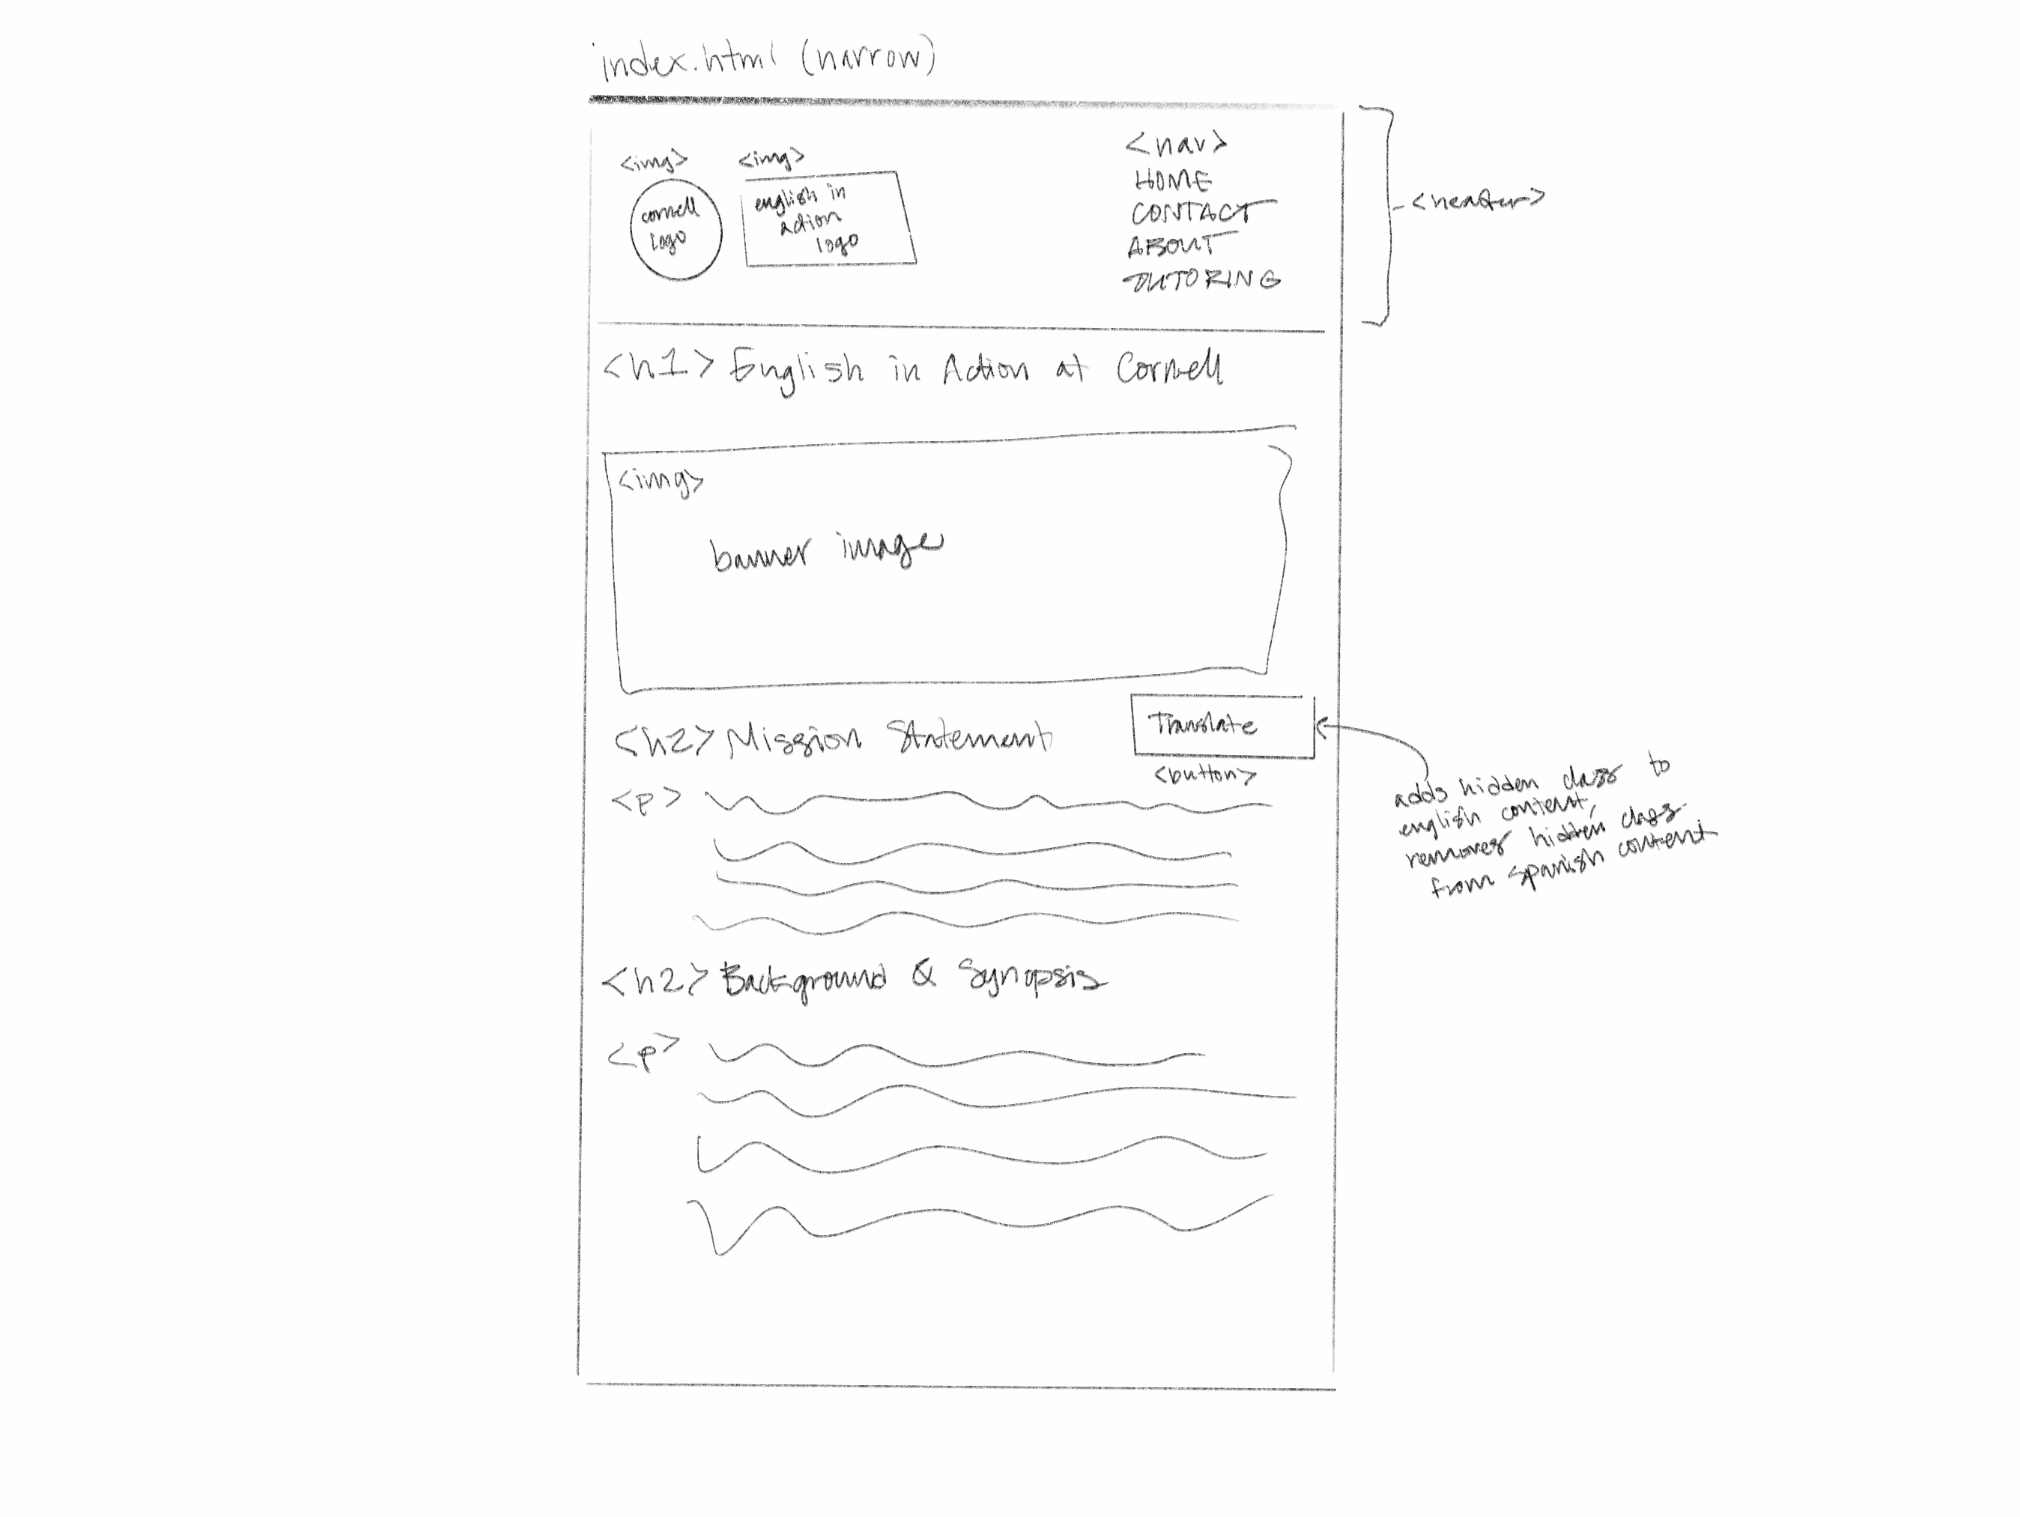 index.html (narrow)
<img>
<img>
cornell
logo
english in
action
logo
<nav>
HOME
CONTACT
ABOUT
TUTORING
<header>
<h1> English in Action at Cornell
<img>
banner image
<h2> Mission Statement
Translate
<button>
adds hidden class to
english content,
removes hidden class
from spanish content
<p>
<h2> Background & Synopsis
<p>